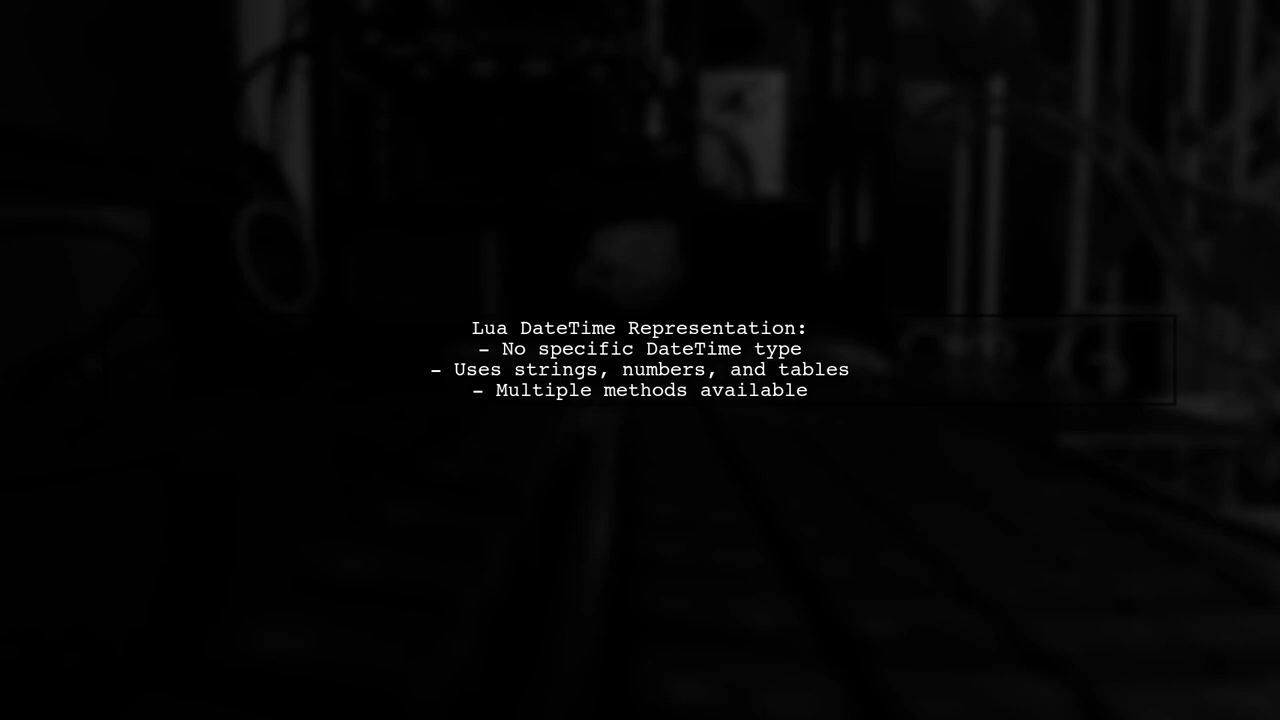 Lua DateTime Representation:
- No specific DateTime type
- Uses strings, numbers, and tables
- Multiple methods available